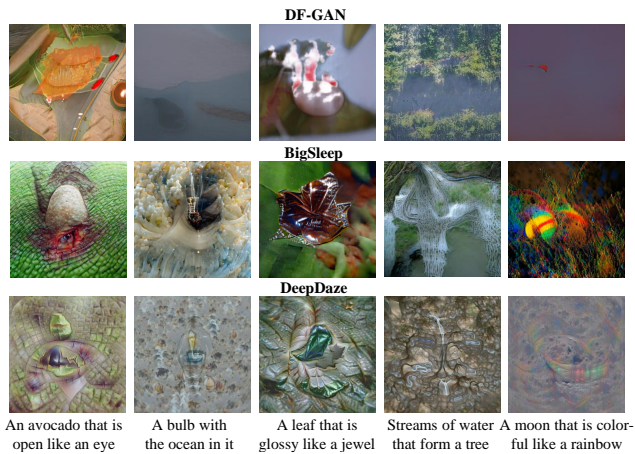 DF-GAN
BigSleep
DeepDaze
An avocado that is
open like an eye
A bulb with
the ocean in it
A leaf that is
glossy like a jewel
Streams of water
that form a tree
A moon that is color-
ful like a rainbow